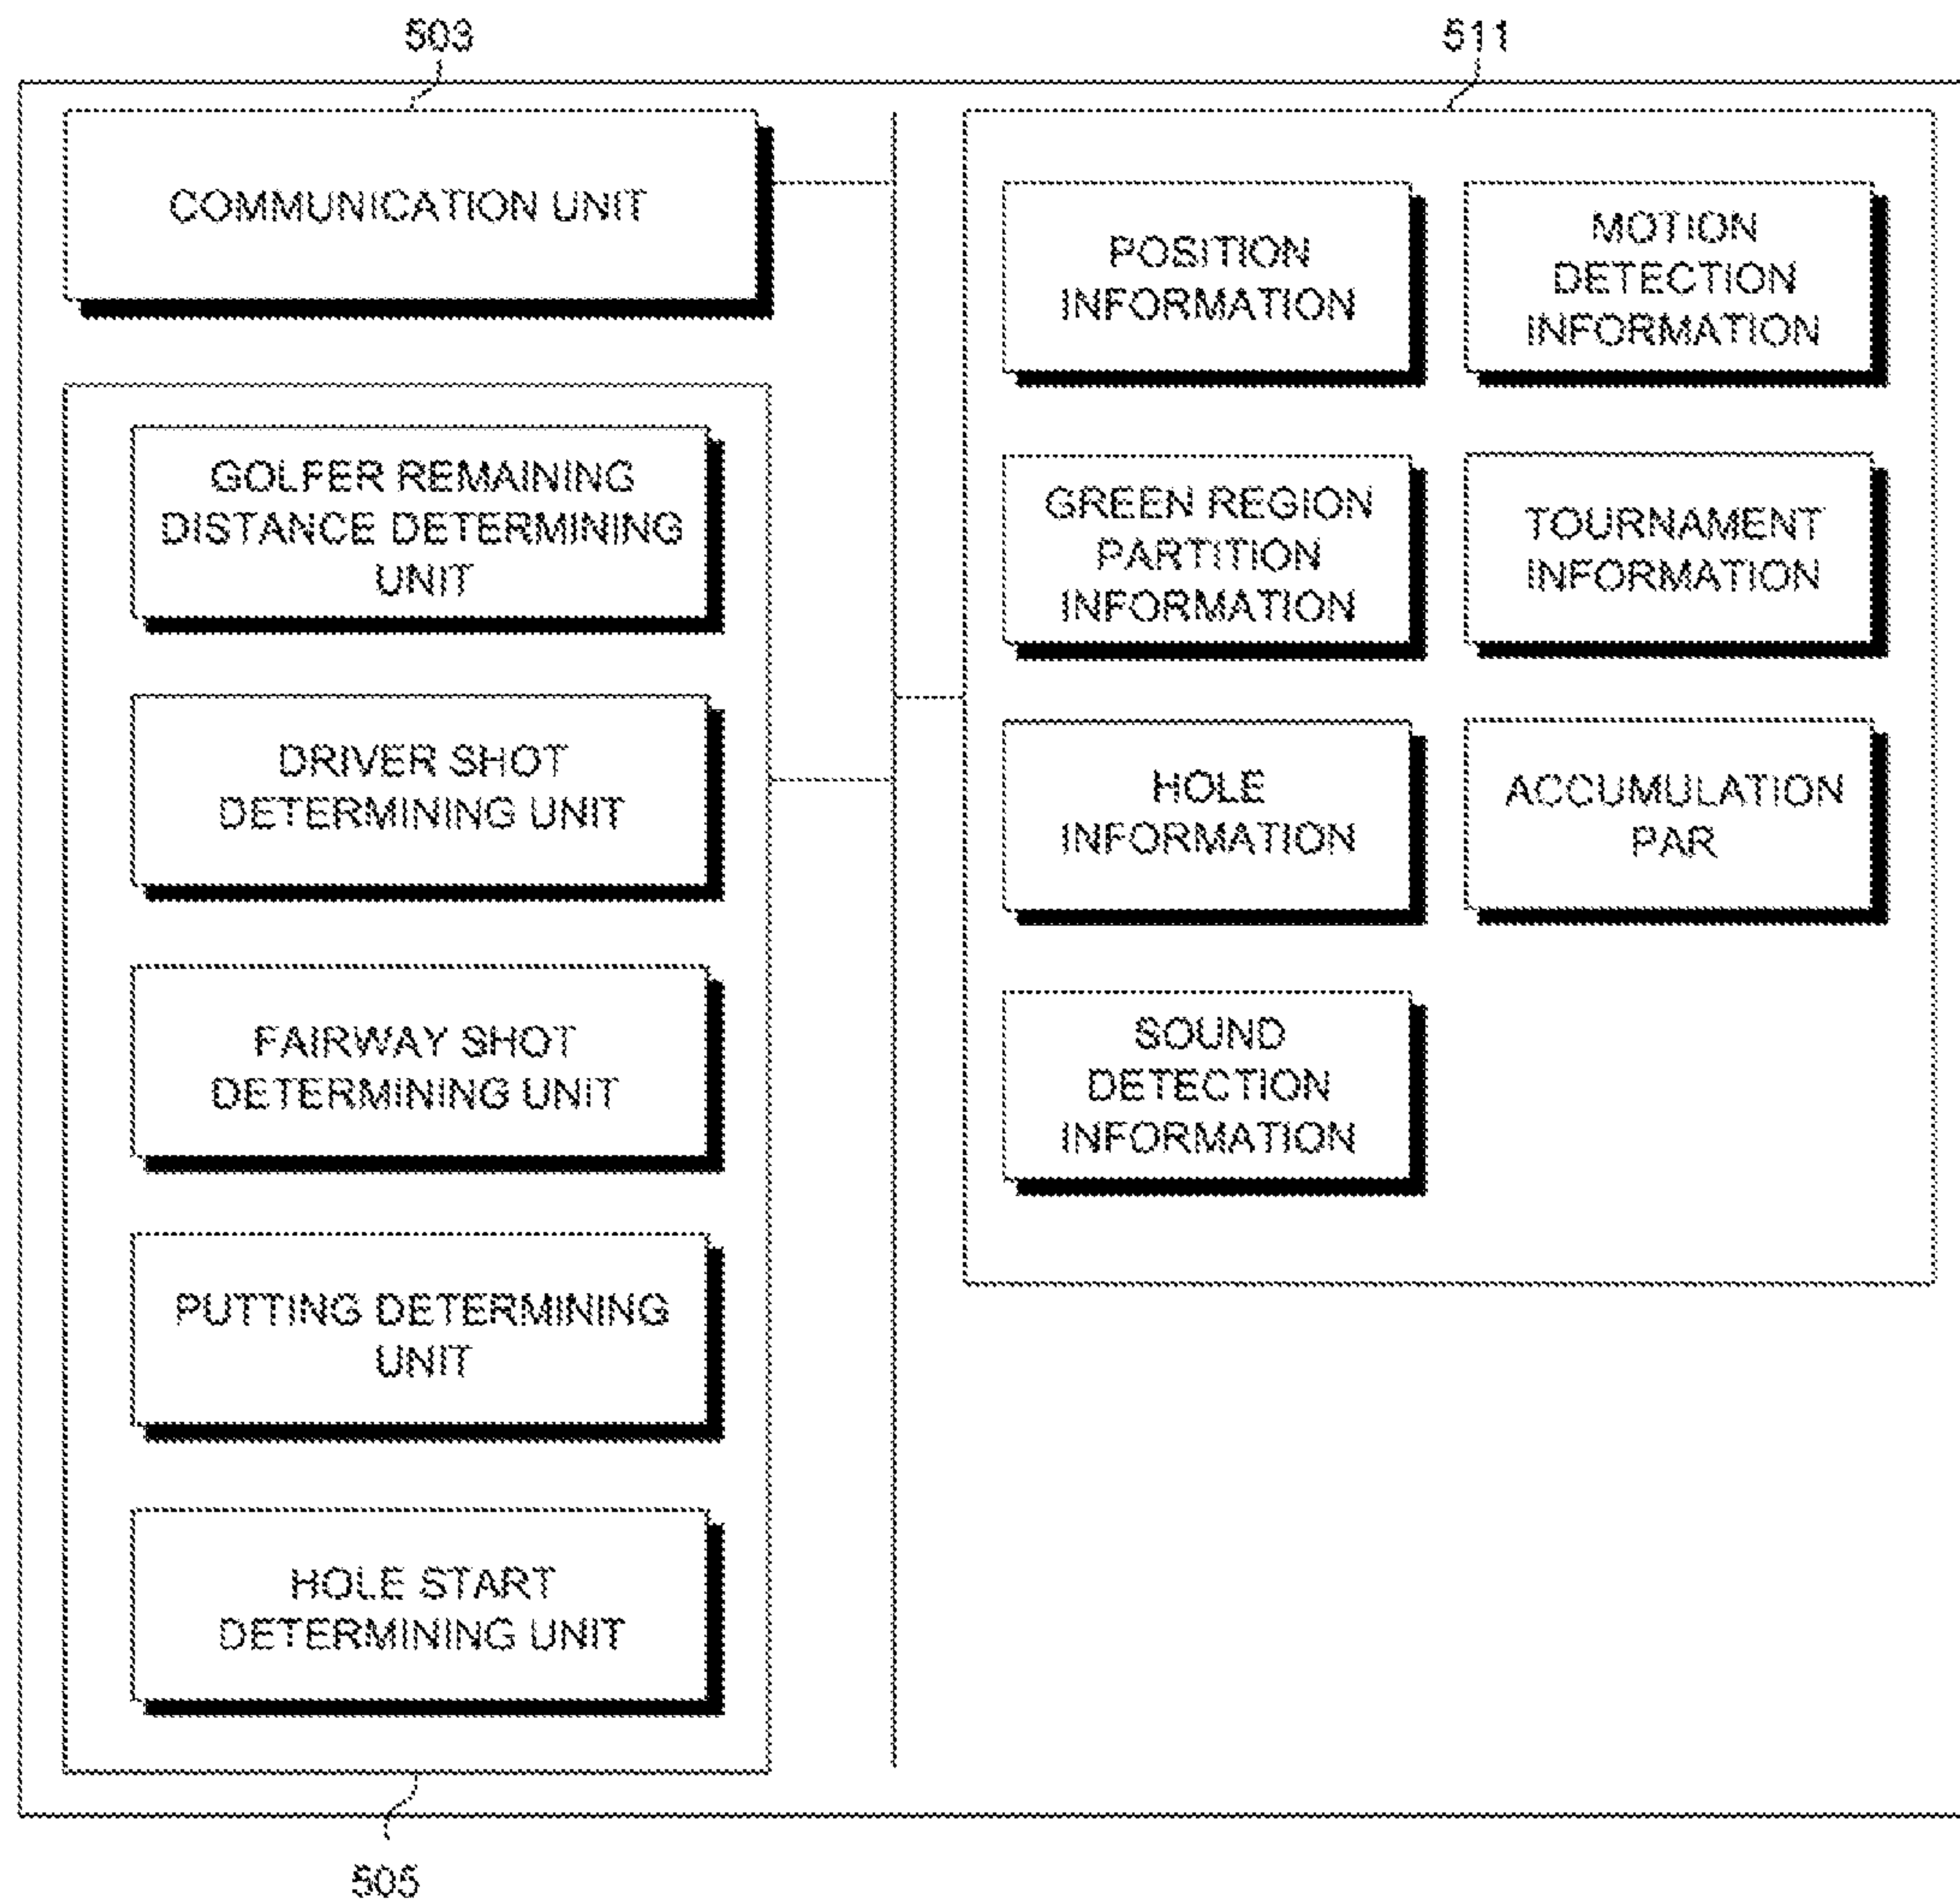 503
511
COMMUNICATION UNIT
POSITION
INFORMATION
MOTION
DETECTION
INFORMATION
GOLFER REMAINING
DISTANCE DETERMINING
UNIT
GREEN REGION
PARTITION
INFORMATION
TOURNAMENT
INFORMATION
DRIVER SHOT
DETERMINING UNIT
HOLE
INFORMATION
ACCUMULATION
PAR
FAIRWAY SHOT
DETERMINING UNIT
SOUND
DETECTION
INFORMATION
PUTTING DETERMINING
UNIT
HOLE START
DETERMINING UNIT
505